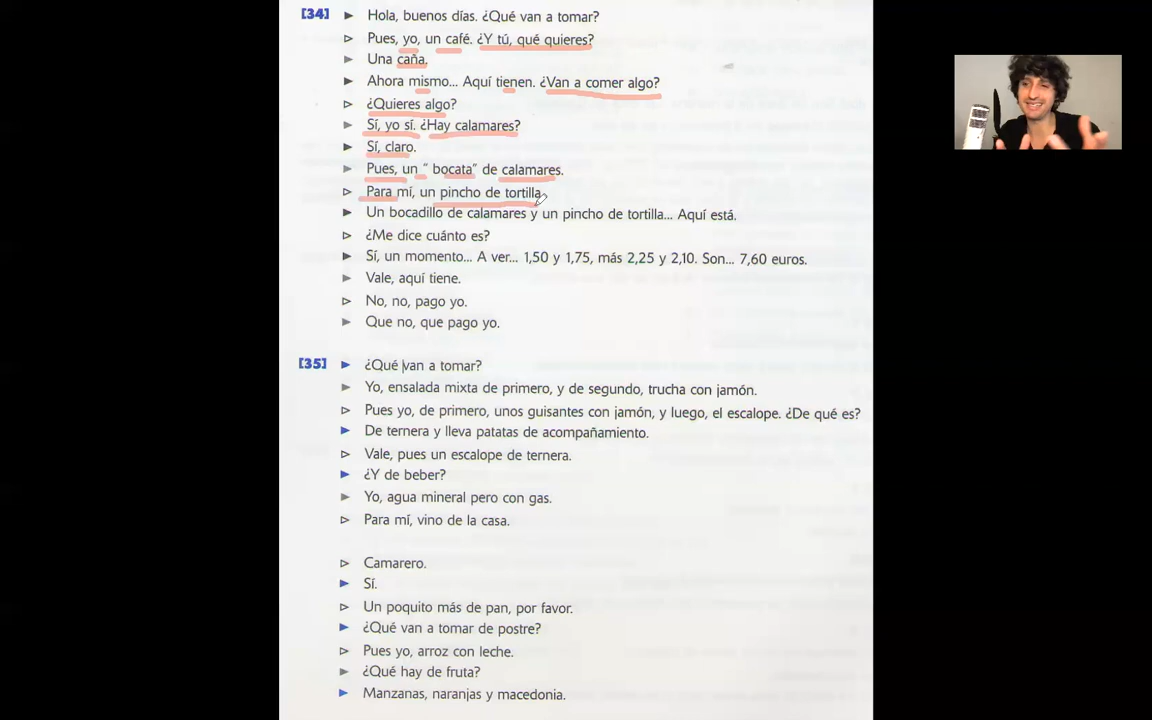 [34] ► Hola, buenos días. ¿Qué van a tomar?
▷ Pues, yo, un café. ¿Y tú, qué quieres?
► Una caña.
► Ahora mismo... Aquí tienen. ¿Van a comer algo?
▷ ¿Quieres algo?
► Sí, yo sí. ¿Hay calamares?
► Sí, claro.
► Pues, un “ bocata” de calamares.
▷ Para mí, un pincho de tortilla.
► Un bocadillo de calamares y un pincho de tortilla... Aquí está.
▷ ¿Me dice cuánto es?
► Sí, un momento... A ver... 1,50 y 1,75, más 2,25 y 2,10. Son... 7,60 euros.
► Vale, aquí tiene.
▷ No, no, pago yo.
► Que no, que pago yo.
[35] ► ¿Qué van a tomar?
► Yo, ensalada mixta de primero, y de segundo, trucha con jamón.
▷ Pues yo, de primero, unos guisantes con jamón, y luego, el escalope. ¿De qué es?
► De ternera y lleva patatas de acompañamiento.
▷ Vale, pues un escalope de ternera.
► ¿Y de beber?
► Yo, agua mineral pero con gas.
▷ Para mí, vino de la casa.
▷ Camarero.
► Sí.
▷ Un poquito más de pan, por favor.
► ¿Qué van a tomar de postre?
▷ Pues yo, arroz con leche.
► ¿Qué hay de fruta?
► Manzanas, naranjas y macedonia.